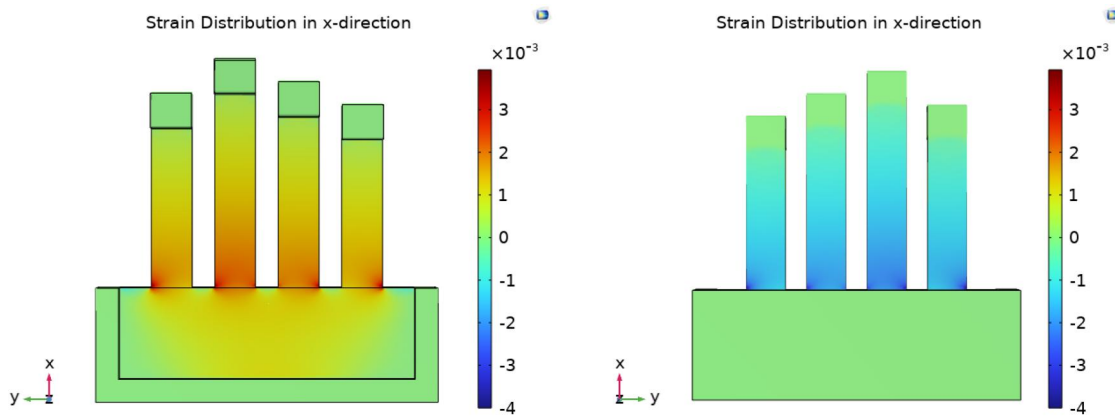 Strain Distribution in x-direction
×10⁻³
3
2
1
0
-1
-2
-3
-4
x
y
z
Strain Distribution in x-direction
×10⁻³
3
2
1
0
-1
-2
-3
-4
x
z
y